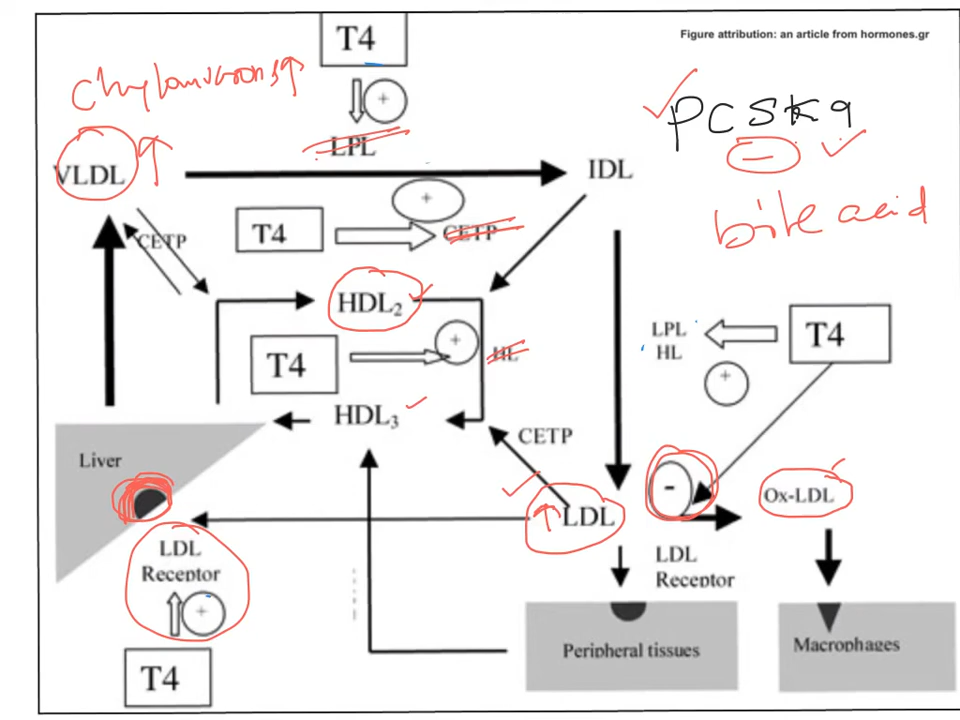 Figure attribution: an article from hormones.gr
T4
chylomicrons↑
+
PCSK9
LPL
−
VLDL ↑
IDL
+
T4
CETP
bile acid
CETP
HDL2
LPL
T4
HL
+
T4
HL
+
HDL3
CETP
Liver
-
Ox-LDL
↑ LDL
LDL
Receptor
LDL
Receptor
+
Peripheral tissues
Macrophages
T4